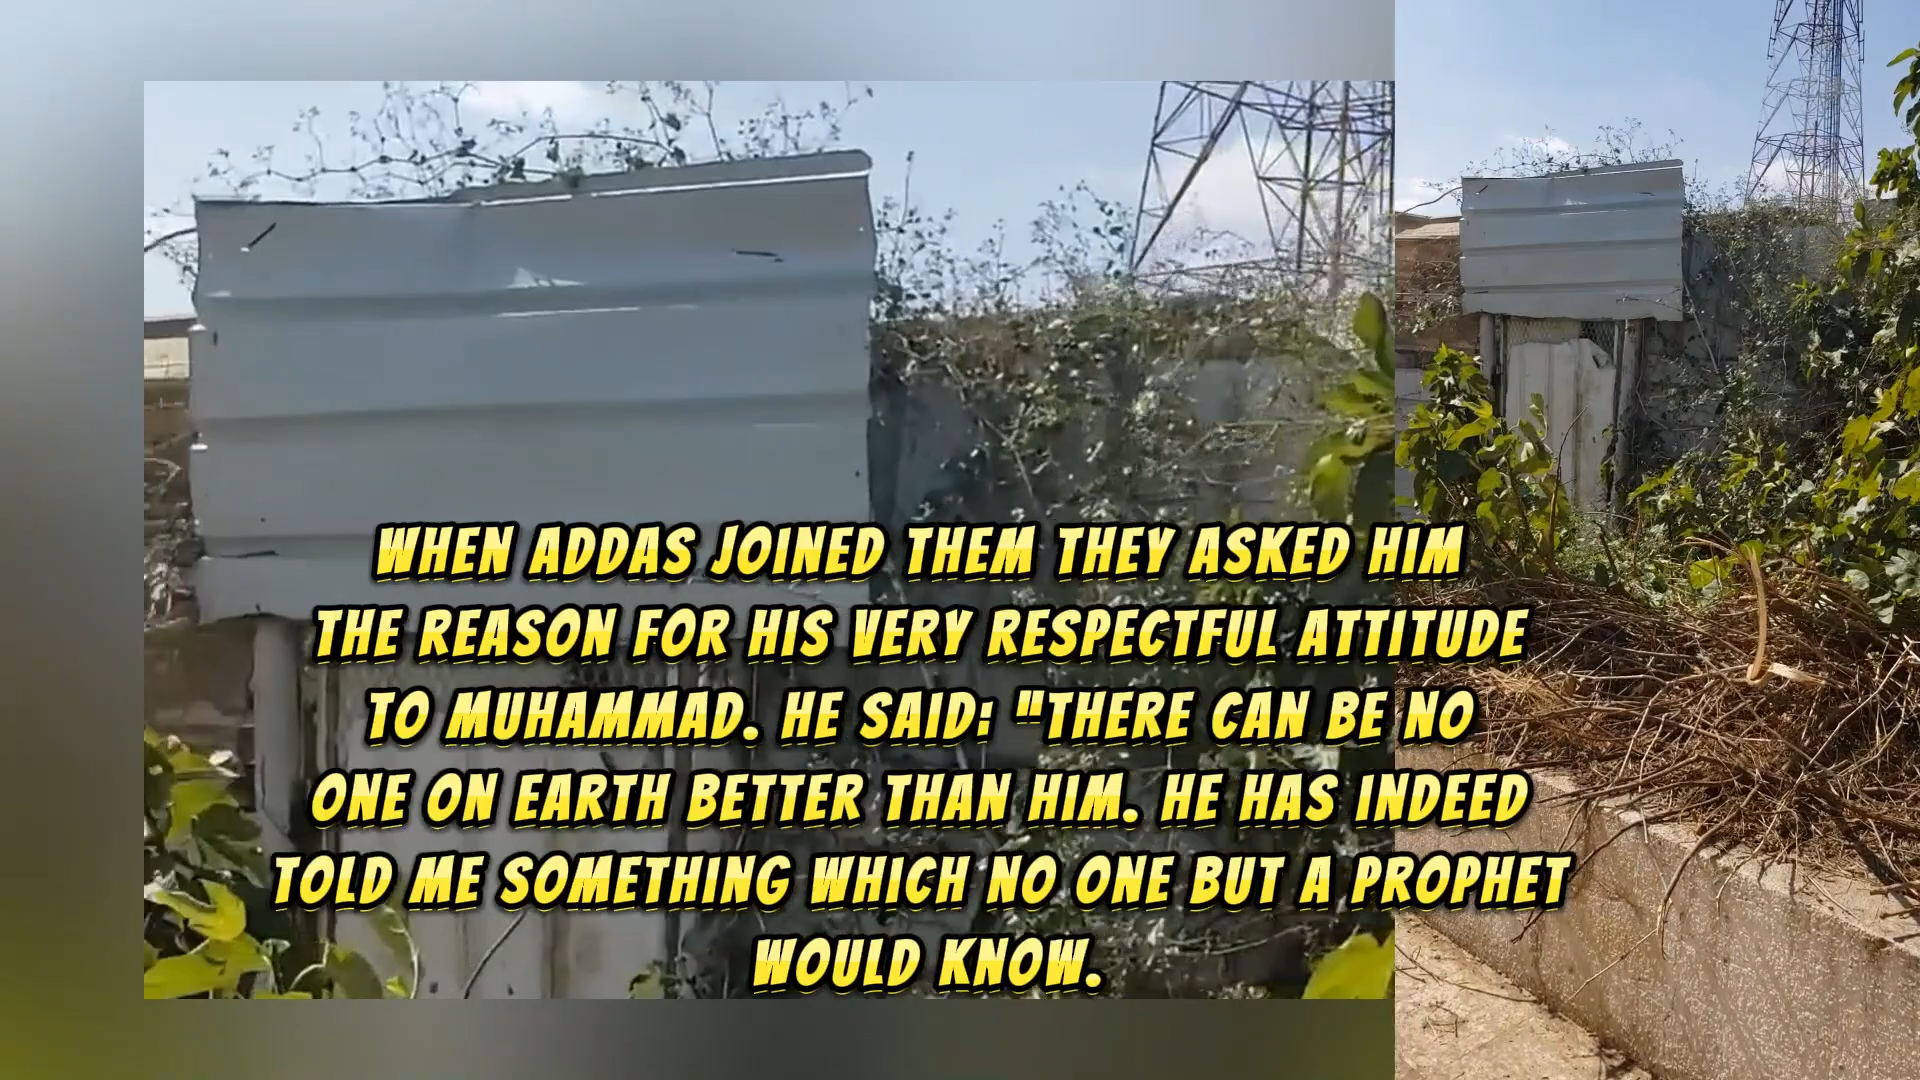 WHEN ADDAS JOINED THEM THEY ASKED HIM
THE REASON FOR HIS VERY RESPECTFUL ATTITUDE
TO MUHAMMAD. HE SAID: "THERE CAN BE NO
ONE ON EARTH BETTER THAN HIM. HE HAS INDEED
TOLD ME SOMETHING WHICH NO ONE BUT A PROPHET
WOULD KNOW.